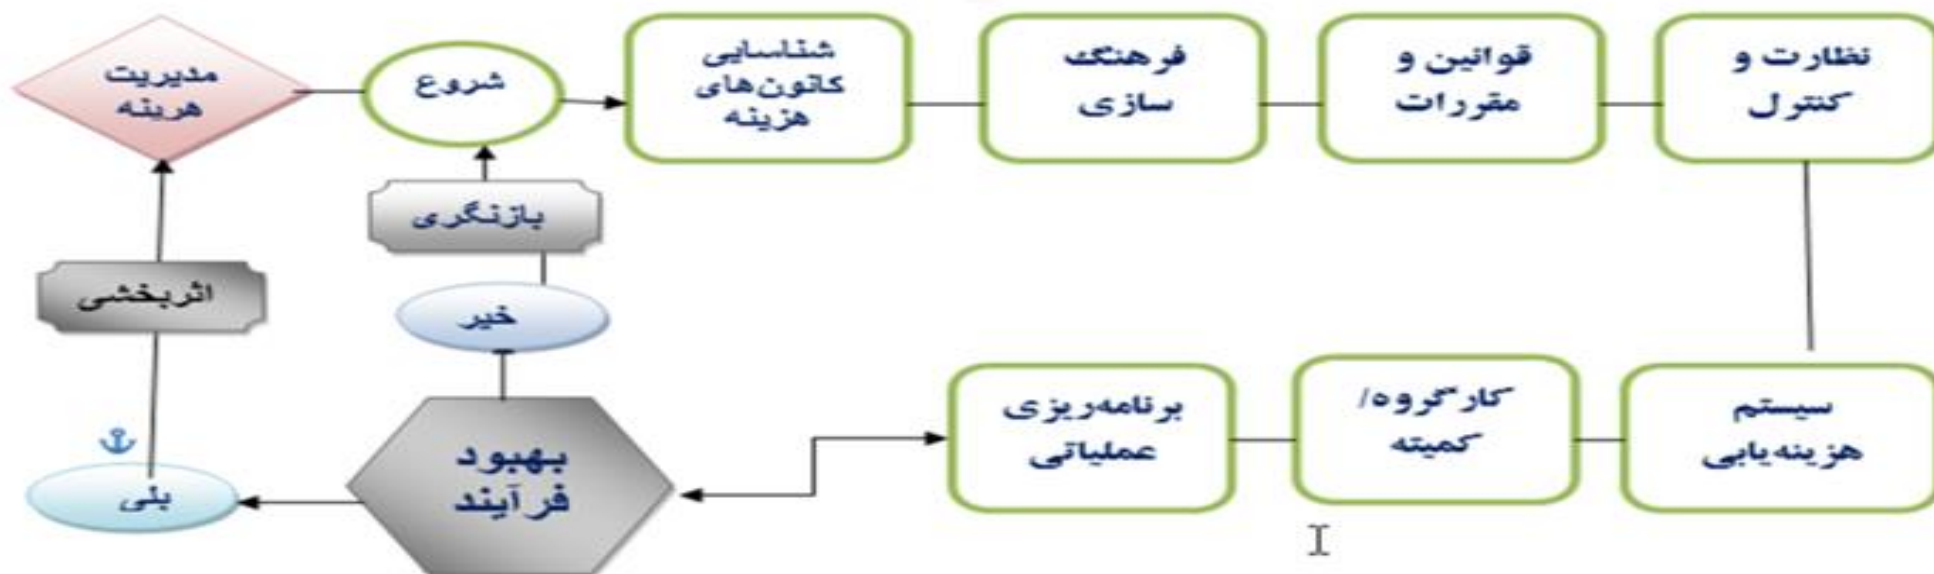 مدیریت
هرینه
شروع
شناسایی
کانون‌های
هزینه
فرهنگ
سازی
قوانین و
مقررات
نظارت و
کنترل
سیستم
هزینه‌یابی
کارگروه/
کمیته
برنامه‌ریزی
عملیاتی
بهبود
فرآیند
خیر
بازنگری
بلی
اثربخشی